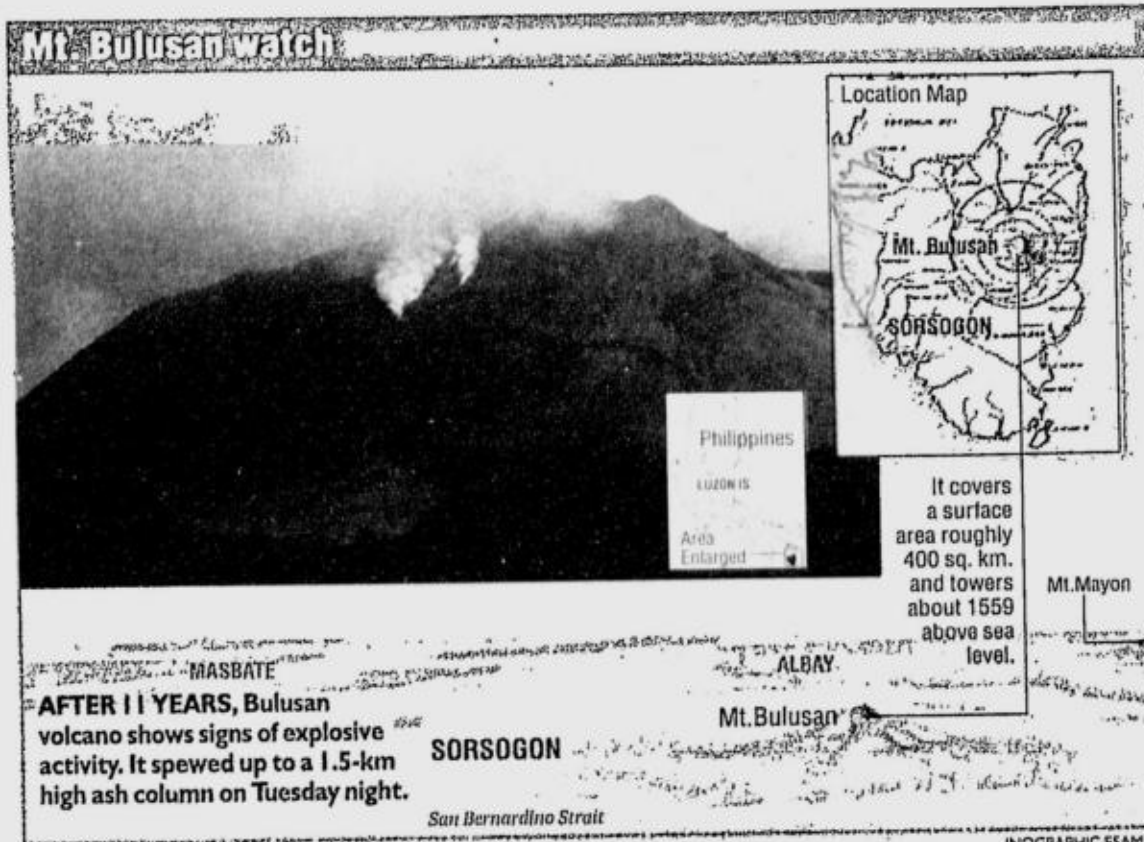 Mt. Bulusan watch
Location Map
Mt. Bulusan
SORSOGON
Philippines
LUZON IS
Area
Enlarged
It covers
a surface
area roughly
400 sq. km.
and towers
about 1559
above sea
level.
Mt.Mayon
MASBATE
ALBAY
AFTER 11 YEARS, Bulusan
volcano shows signs of explosive
activity. It spewed up to a 1.5-km
high ash column on Tuesday night.
Mt.Bulusan
SORSOGON
San Bernardino Strait